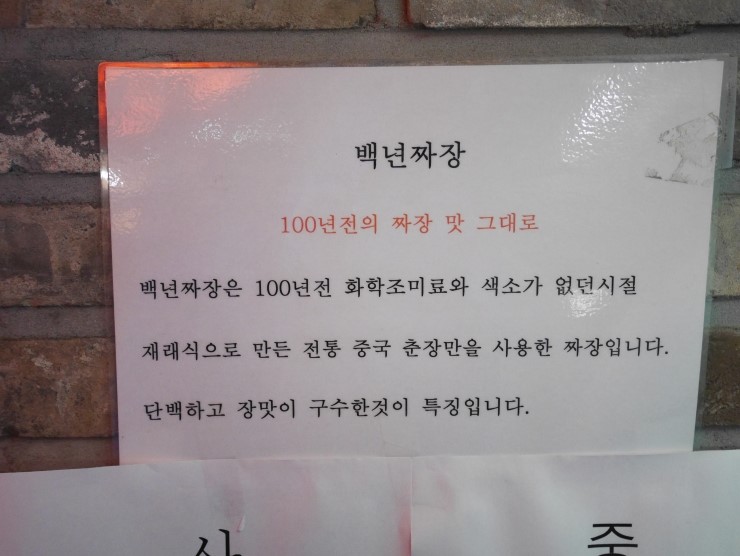 백년짜장
100년전의 짜장 맛 그대로
백년짜장은 100년전 화학조미료와 색소가 없던시절
재래식으로 만든 전통 중국 춘장만을 사용한 짜장입니다.
단백하고 장맛이 구수한것이 특징입니다.